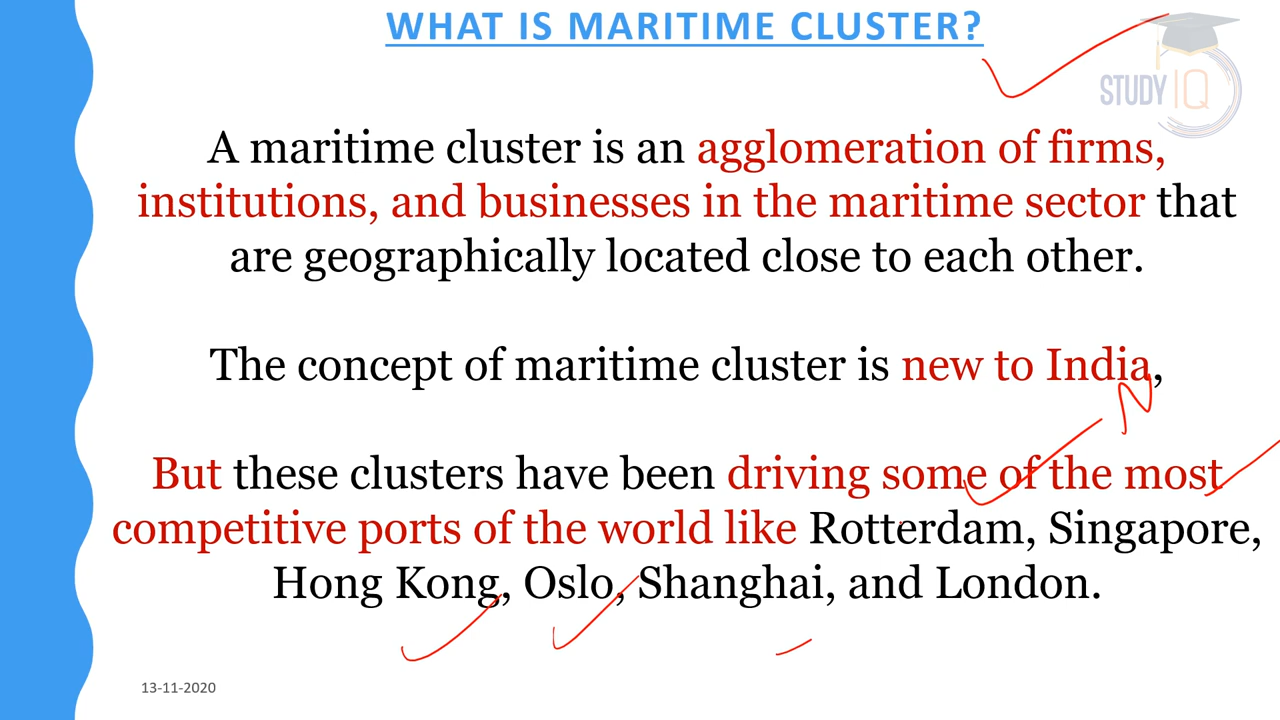 WHAT IS MARITIME CLUSTER?
STUDY IQ
A maritime cluster is an agglomeration of firms,
institutions, and businesses in the maritime sector that
are geographically located close to each other.
The concept of maritime cluster is new to India,
N
But these clusters have been driving some of the most
competitive ports of the world like Rotterdam, Singapore,
Hong Kong, Oslo, Shanghai, and London.
13-11-2020